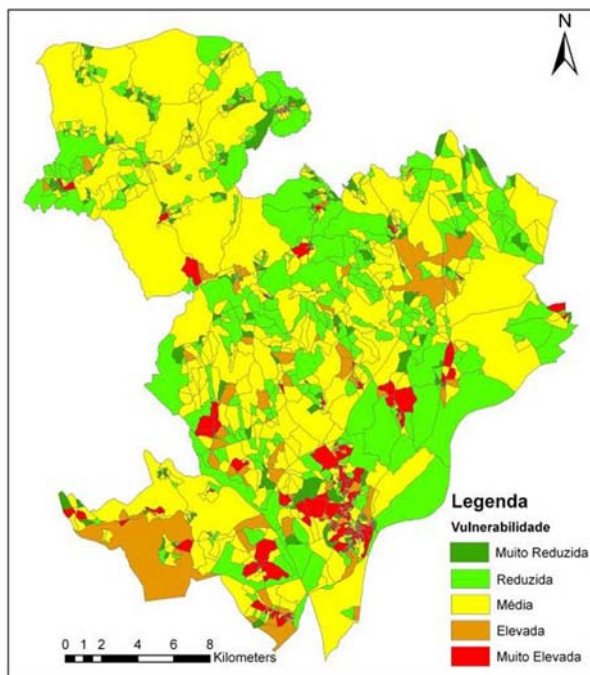 N
Legenda
Vulnerabilidade
Muito Reduzida
Reduzida
Média
Elevada
Muito Elevada
0 1 2 4 6 8
Kilometers